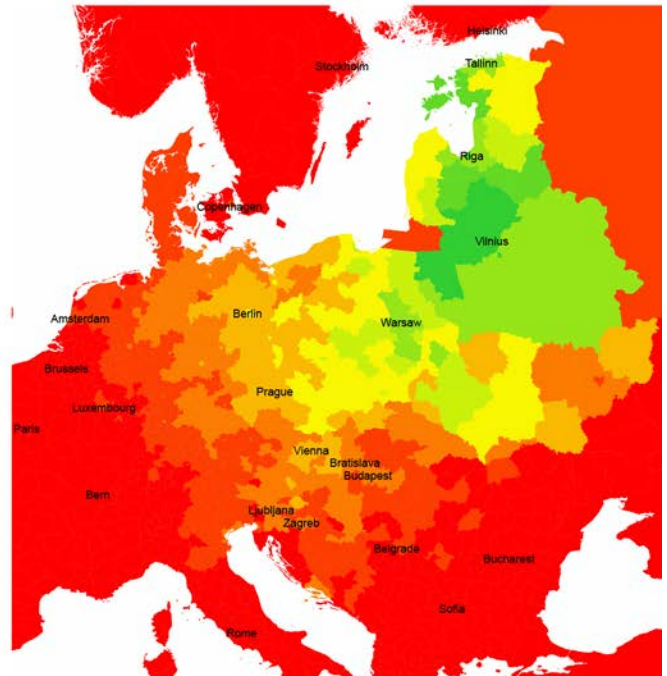 Helsinki
Tallinn
Stockholm
Riga
Copenhagen
Vilnius
Berlin
Amsterdam
Warsaw
Brussels
Prague
Luxembourg
Paris
Vienna
Bratislava
Budapest
Bern
Ljubljana
Zagreb
Belgrade
Bucharest
Sofia
Rome